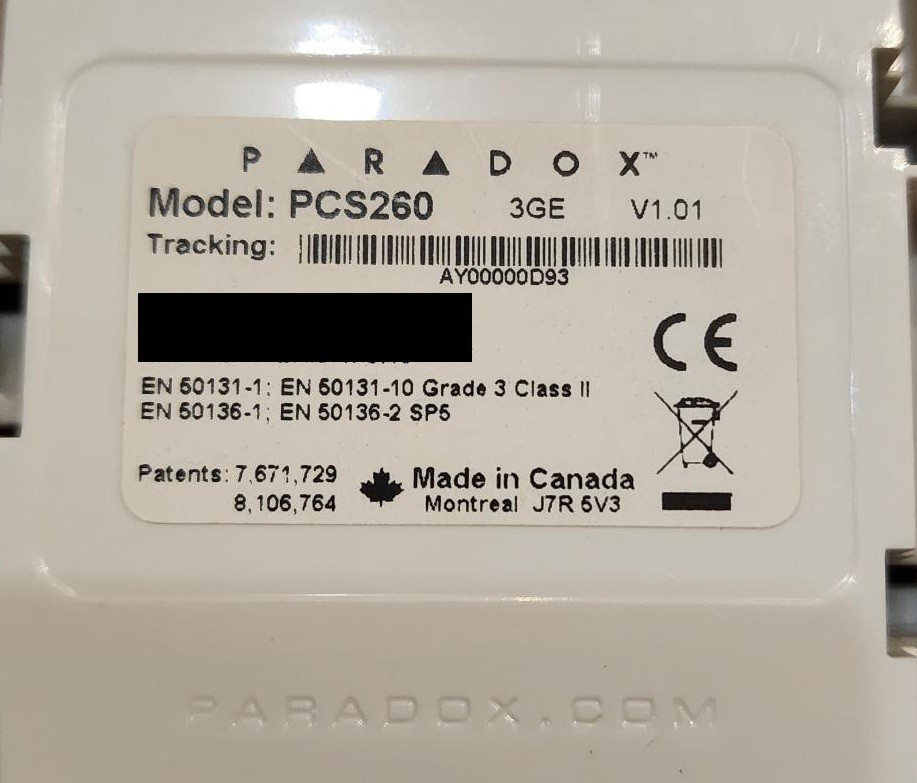 PARADOX™
Model: PCS260 3GE V1.01
Tracking:
AY00000D93
EN 50131-1; EN 50131-10 Grade 3 Class II
EN 50136-1; EN 50136-2 SP5
CE
Patents: 7,671,729
8,106,764
Made in Canada
Montreal J7R 5V3
PARADOX.COM